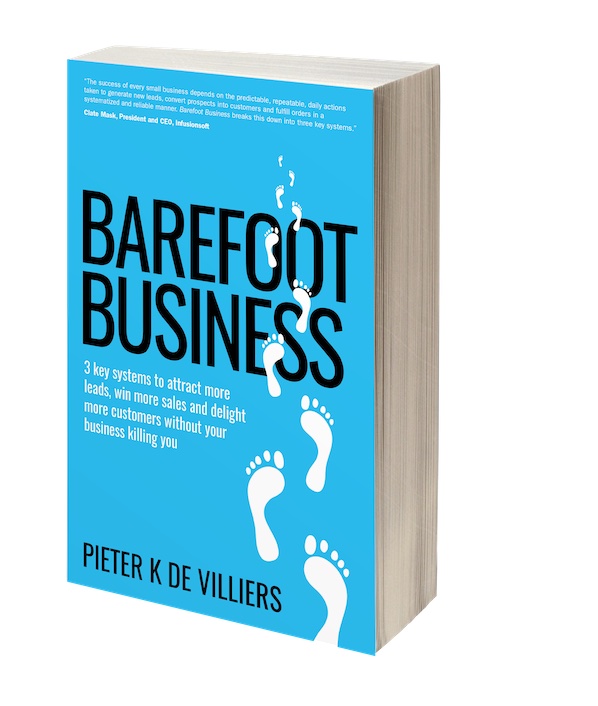 "The success of every small business depends on the predictable, repeatable, daily actions
taken to generate new leads, convert prospects into customers and fulfill orders in a
systematized and reliable manner. Barefoot Business breaks this down into three key systems."
Clate Mask, President and CEO, Infusionsoft
BAREFOOT
BUSINESS
3 key systems to attract more
leads, win more sales and delight
more customers without your
business killing you
PIETER K DE VILLIERS